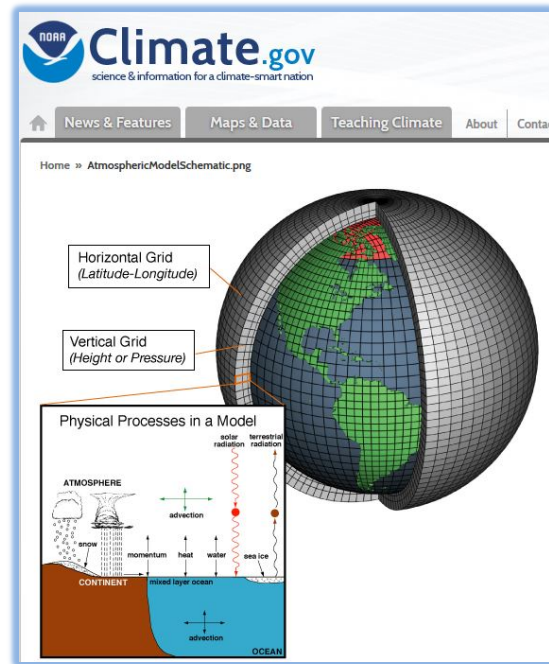 NOAA
Climate.gov
science & information for a climate-smart nation
News & Features
Maps & Data
Teaching Climate
About
Home » AtmosphericModelSchematic.png
Horizontal Grid
(Latitude-Longitude)
Vertical Grid
(Height or Pressure)
Physical Processes in a Model
solar
radiation
terrestrial
radiation
ATMOSPHERE
advection
snow
momentum
heat
water
sea ice
CONTINENT
mixed layer ocean
advection
OCEAN